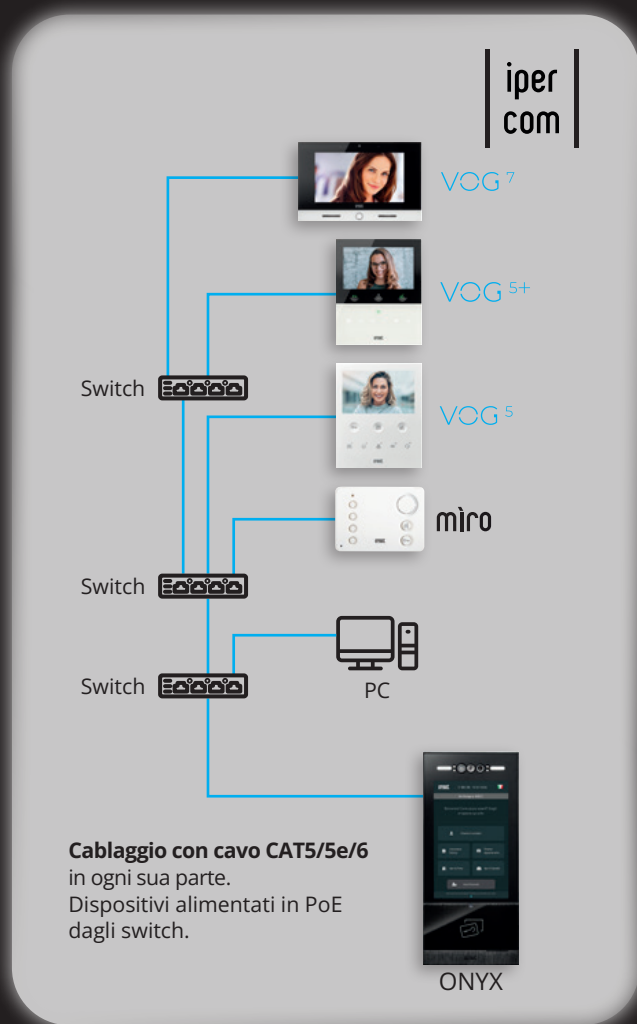 iper
com
VOG 7
VOG 5+
Switch
VOG 5
mìro
Switch
Switch
PC
Cablaggio con cavo CAT5/5e/6
in ogni sua parte.
Dispositivi alimentati in PoE
dagli switch.
ONYX